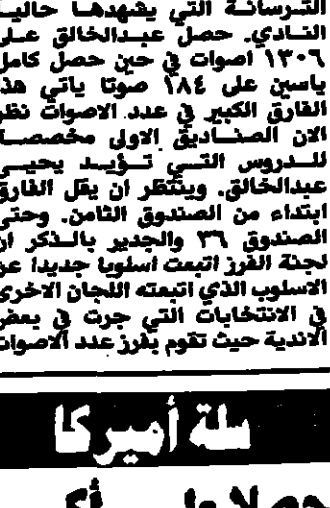 الترسانة التي يشهدها حاليا
النادي. حصل عبدالخالق على
١٣٠٦ اصوات في حين حصل كامل
ياسين على ١٨٤ صوتا ياتي هذ
الفارق الكبير في عدد الاصوات نظر
الان الصناديق الاولى مخصصة
للدروس التي تؤيد يحيى
عبدالخالق. وينتظر ان يقل الفارق
ابتداء من الصندوق الثامن. وحتى
الصندوق ٣٦ والجدير بالذكر ان
لجنة الفرز اتبعت اسلوبا جديدا عن
الاسلوب الذي اتبعته اللجان الاخرى
في الانتخابات التي جرت في بعض
الاندية حيث تقوم بفرز عدد الاصوات
سلة أميركا